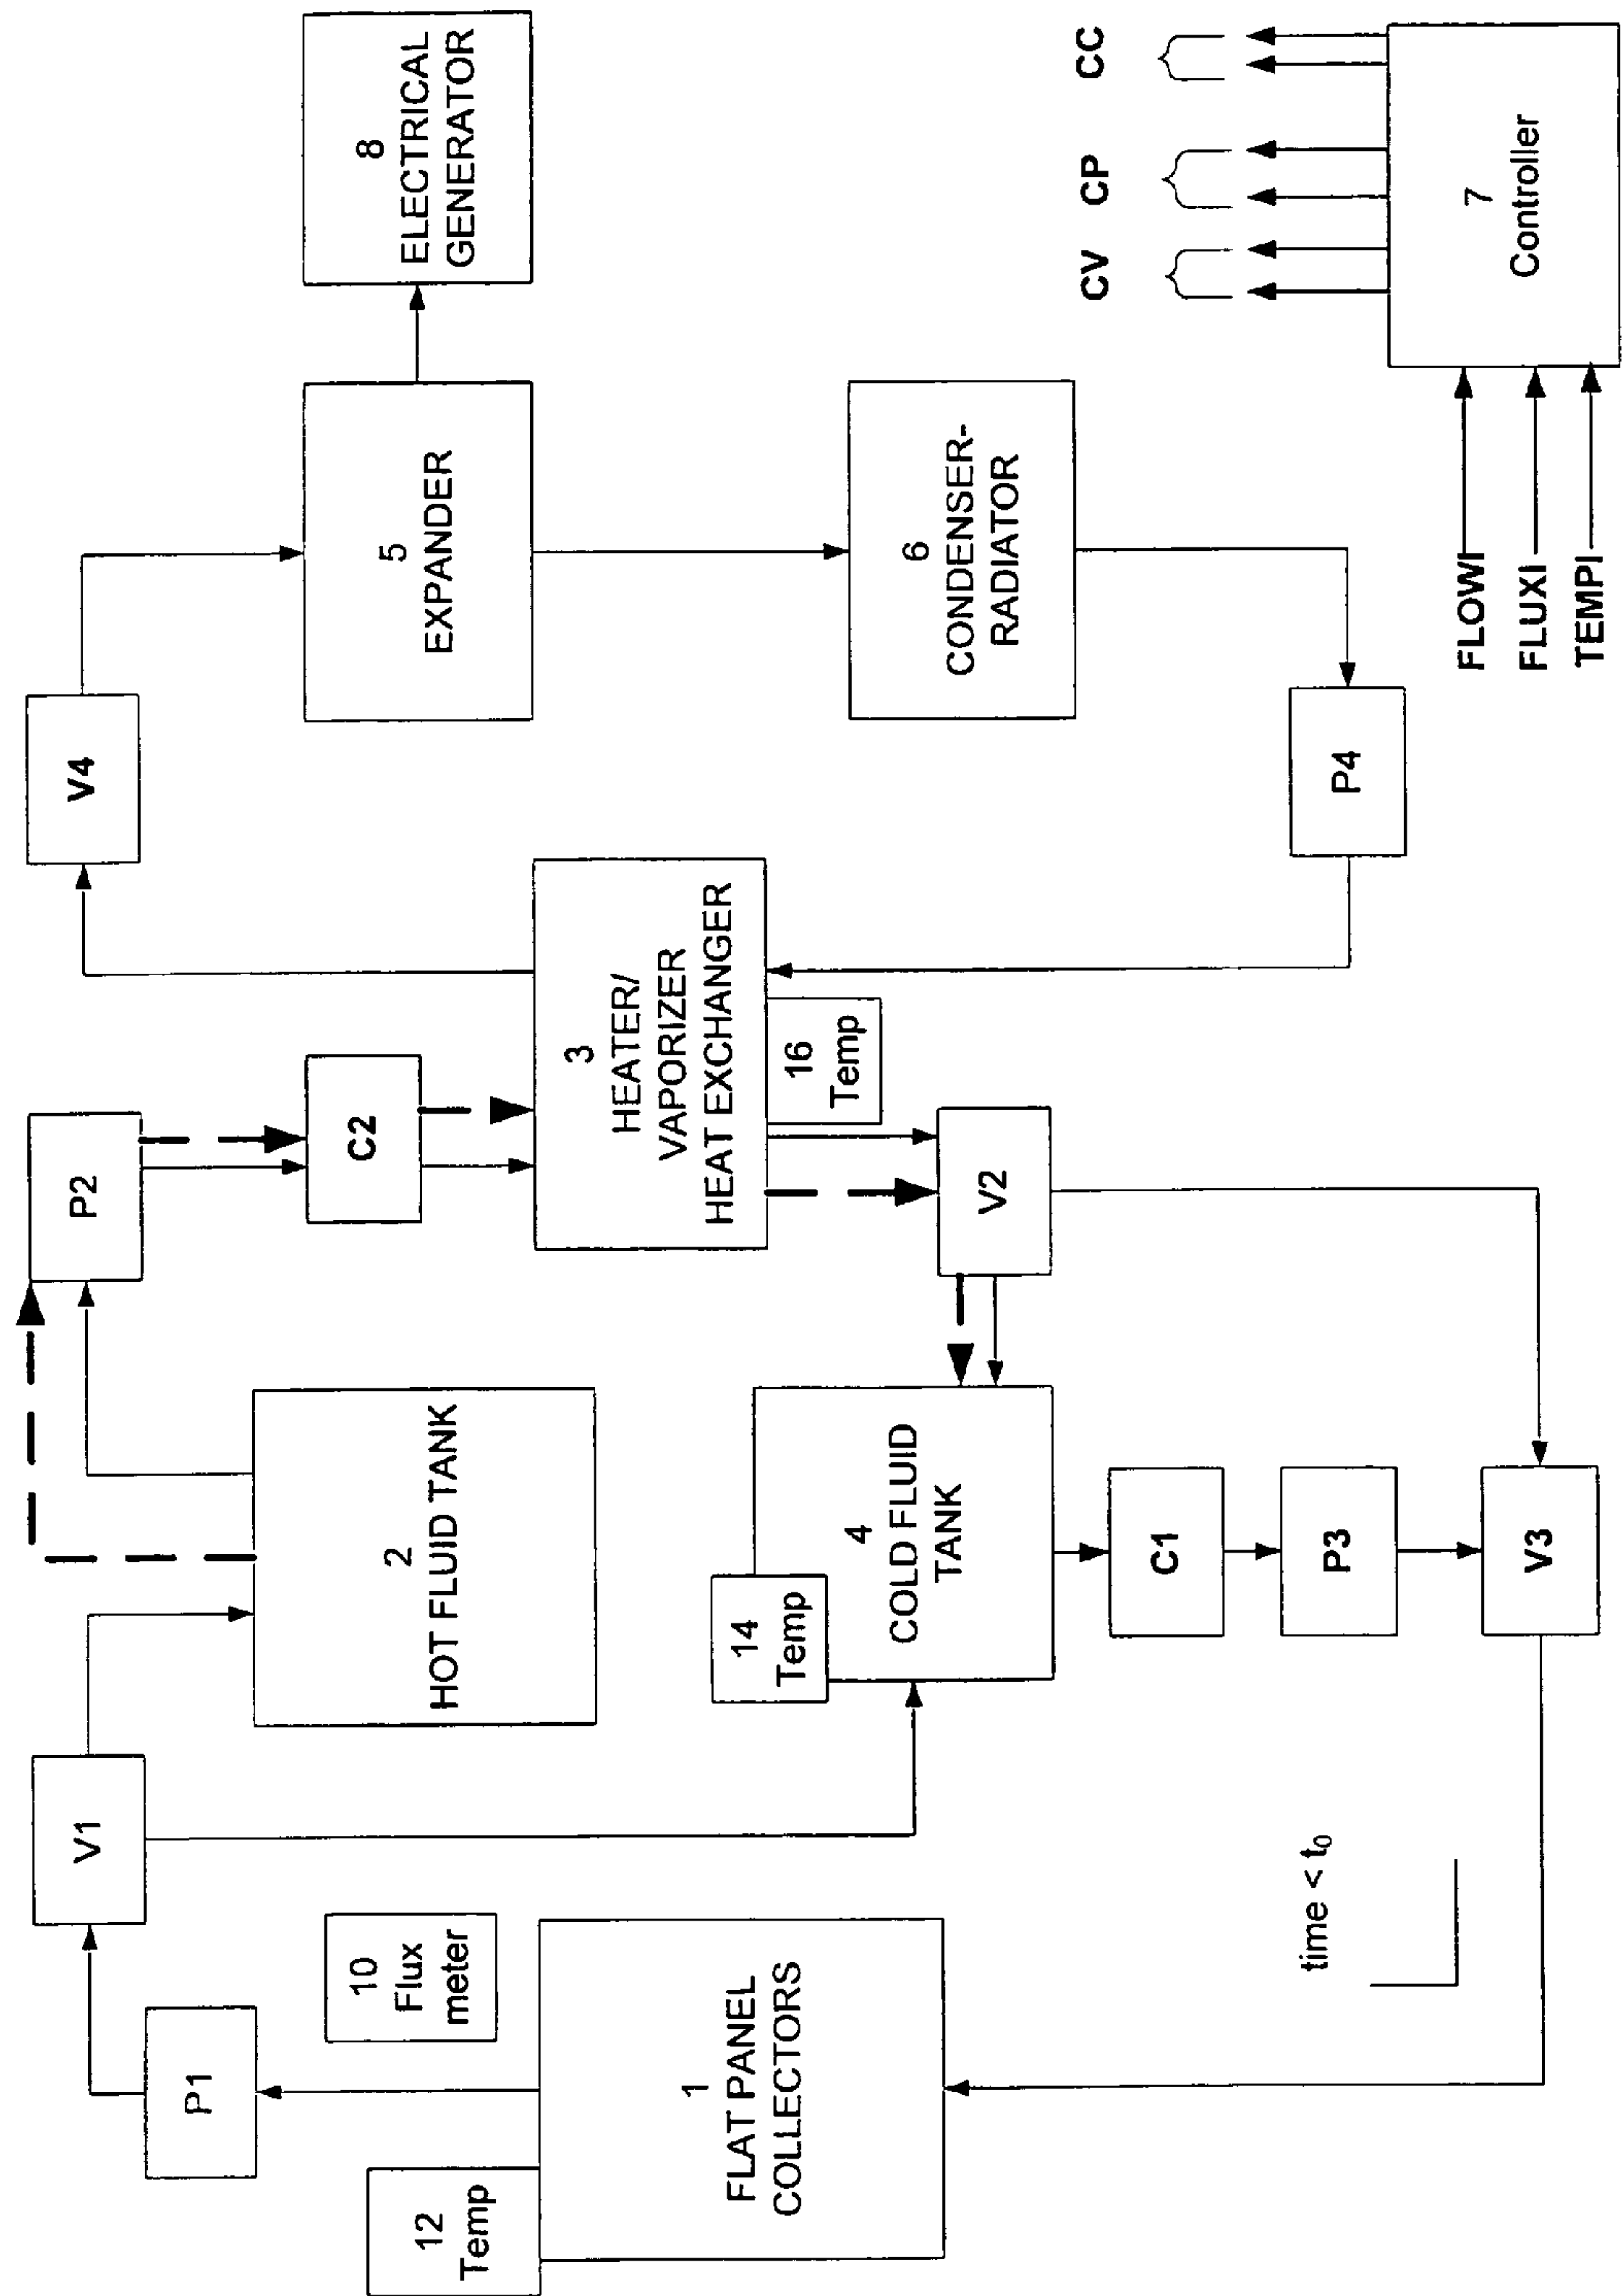 P1
V1
P2
V4
12
Temp
10
Flux
meter
2
HOT FLUID TANK
C2
8
ELECTRICAL
GENERATOR
1
FLAT PANEL
COLLECTORS
3
HEATER/
VAPORIZER
HEAT EXCHANGER
5
EXPANDER
14
Temp
4
COLD FLUID
TANK
16
Temp
V2
6
CONDENSER-
RADIATOR
C1
P3
V3
P4
time < t₀
CV
CP
CC
FLOWI
FLUXI
TEMPI
7
Controller